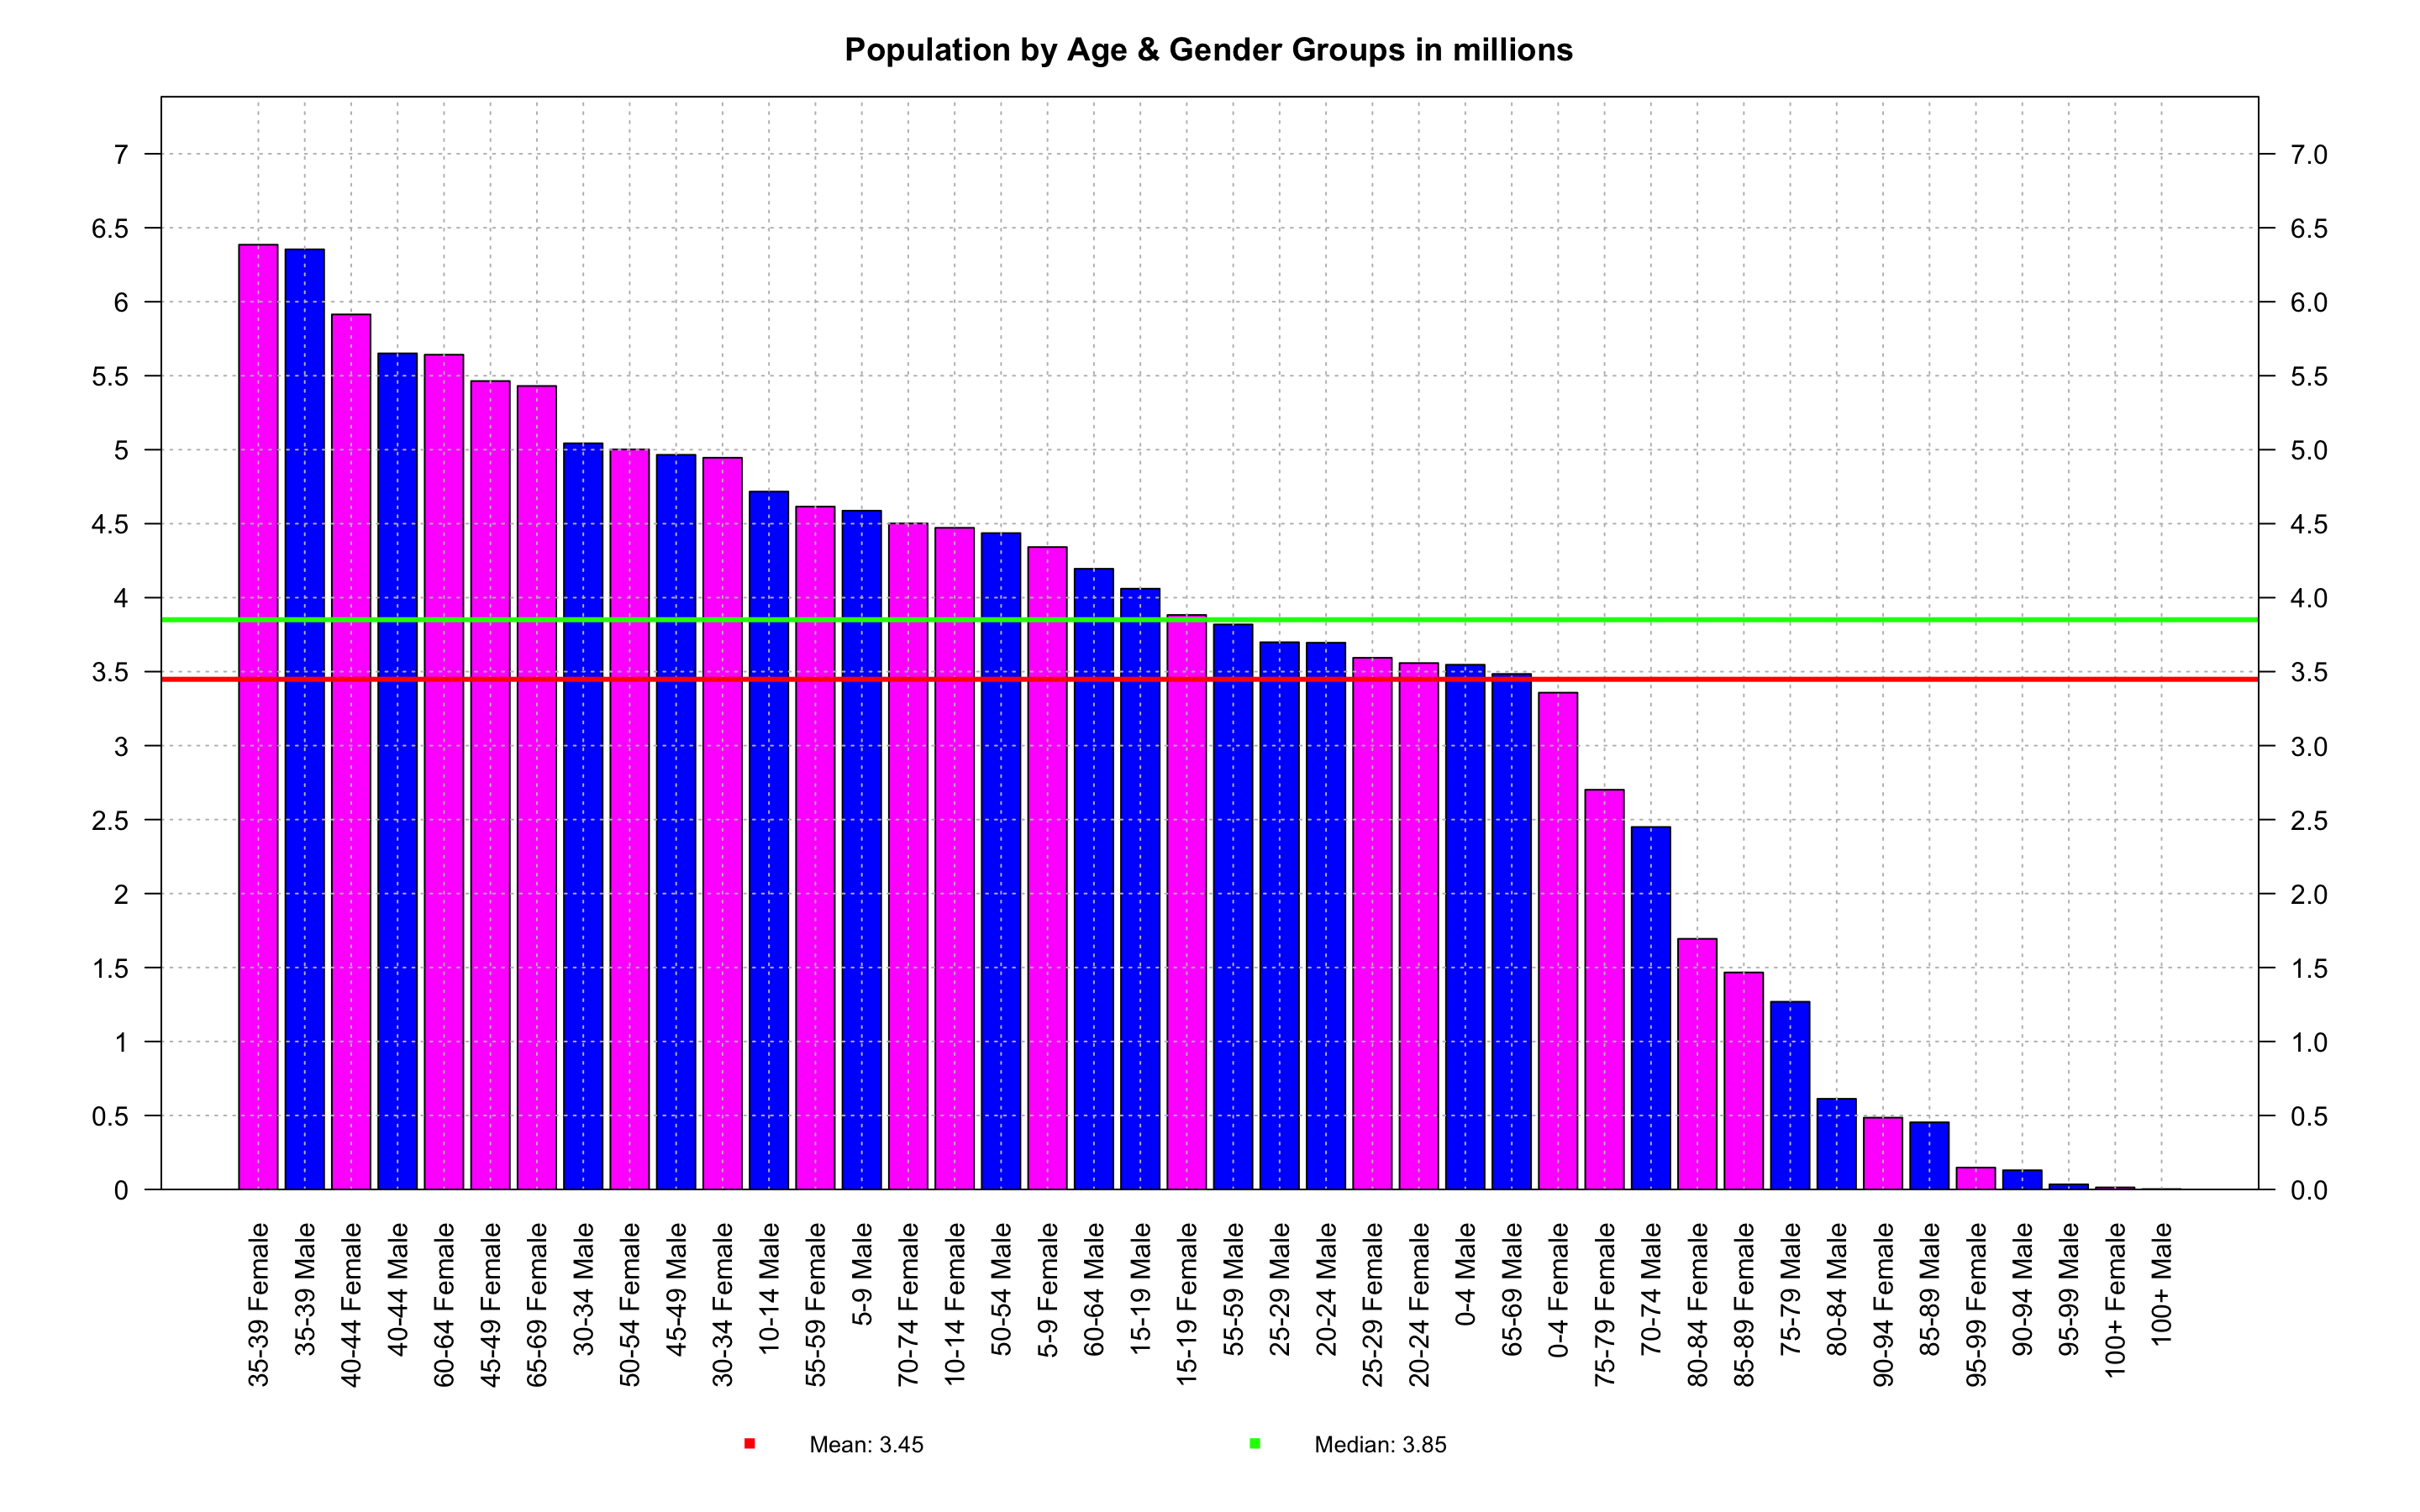 Population by Age & Gender Groups in millions
7
6.5
6
5.5
5
4.5
4
3.5
3
2.5
2
1.5
1
0.5
0
7.0
6.5
6.0
5.5
5.0
4.5
4.0
3.5
3.0
2.5
2.0
1.5
1.0
0.5
0.0
35-39 Female
35-39 Male
40-44 Female
40-44 Male
60-64 Female
45-49 Female
65-69 Female
30-34 Male
50-54 Female
45-49 Male
30-34 Female
10-14 Male
55-59 Female
5-9 Male
70-74 Female
10-14 Female
50-54 Male
5-9 Female
60-64 Male
15-19 Male
15-19 Female
55-59 Male
25-29 Male
20-24 Male
25-29 Female
20-24 Female
0-4 Male
65-69 Male
0-4 Female
75-79 Female
70-74 Male
80-84 Female
85-89 Female
75-79 Male
80-84 Male
90-94 Female
85-89 Male
95-99 Female
90-94 Male
95-99 Male
100+ Female
100+ Male
Mean: 3.45
Median: 3.85